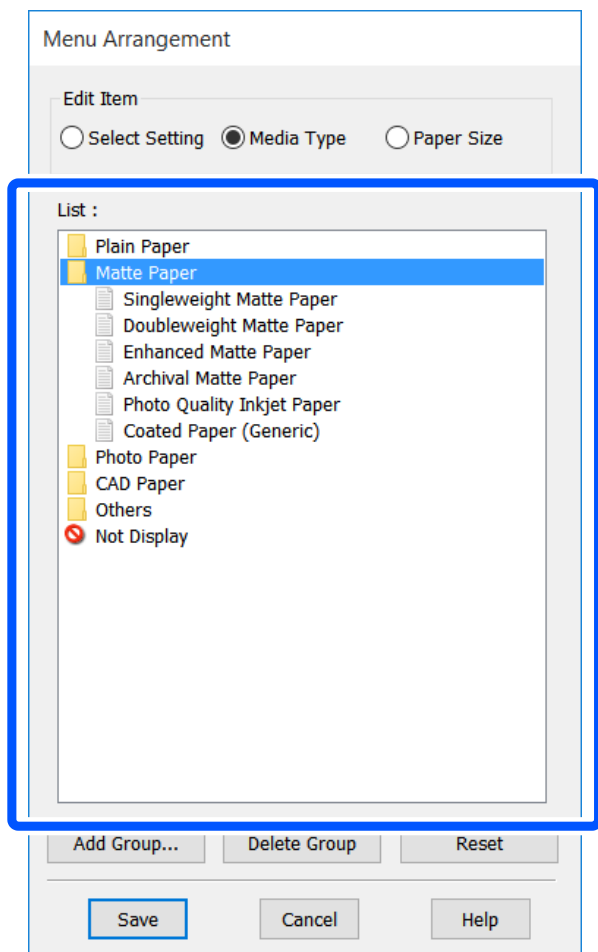 Menu Arrangement
Edit Item
Select Setting Media Type Paper Size
List :
Plain Paper
Matte Paper
Singleweight Matte Paper
Doubleweight Matte Paper
Enhanced Matte Paper
Archival Matte Paper
Photo Quality Inkjet Paper
Coated Paper (Generic)
Photo Paper
CAD Paper
Others
Not Display
Add Group... Delete Group Reset
Save Cancel Help